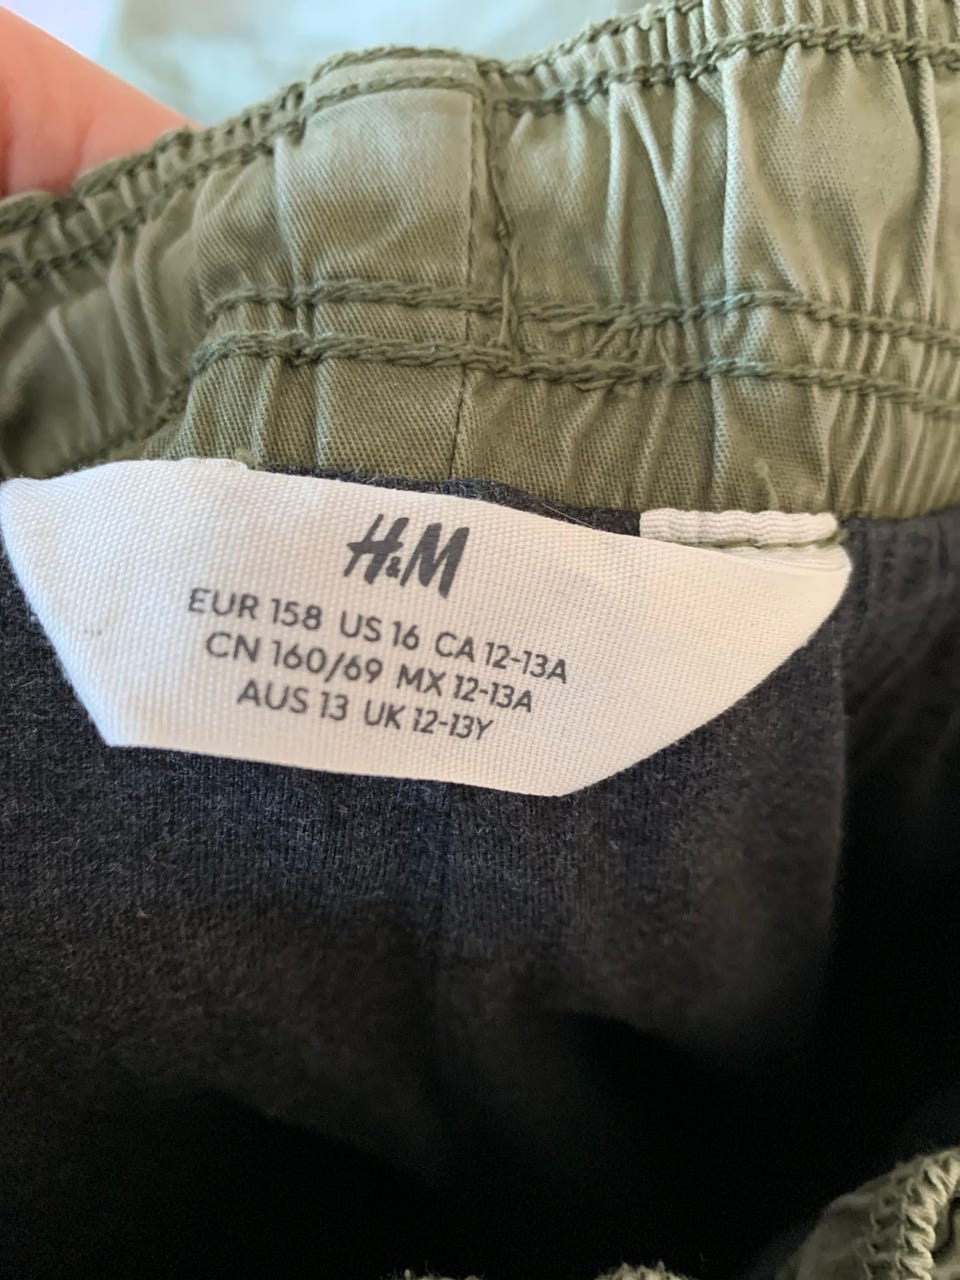 H&M
EUR 158 US 16 CA 12-13A
CN 160/69 MX 12-13A
AUS 13 UK 12-13Y